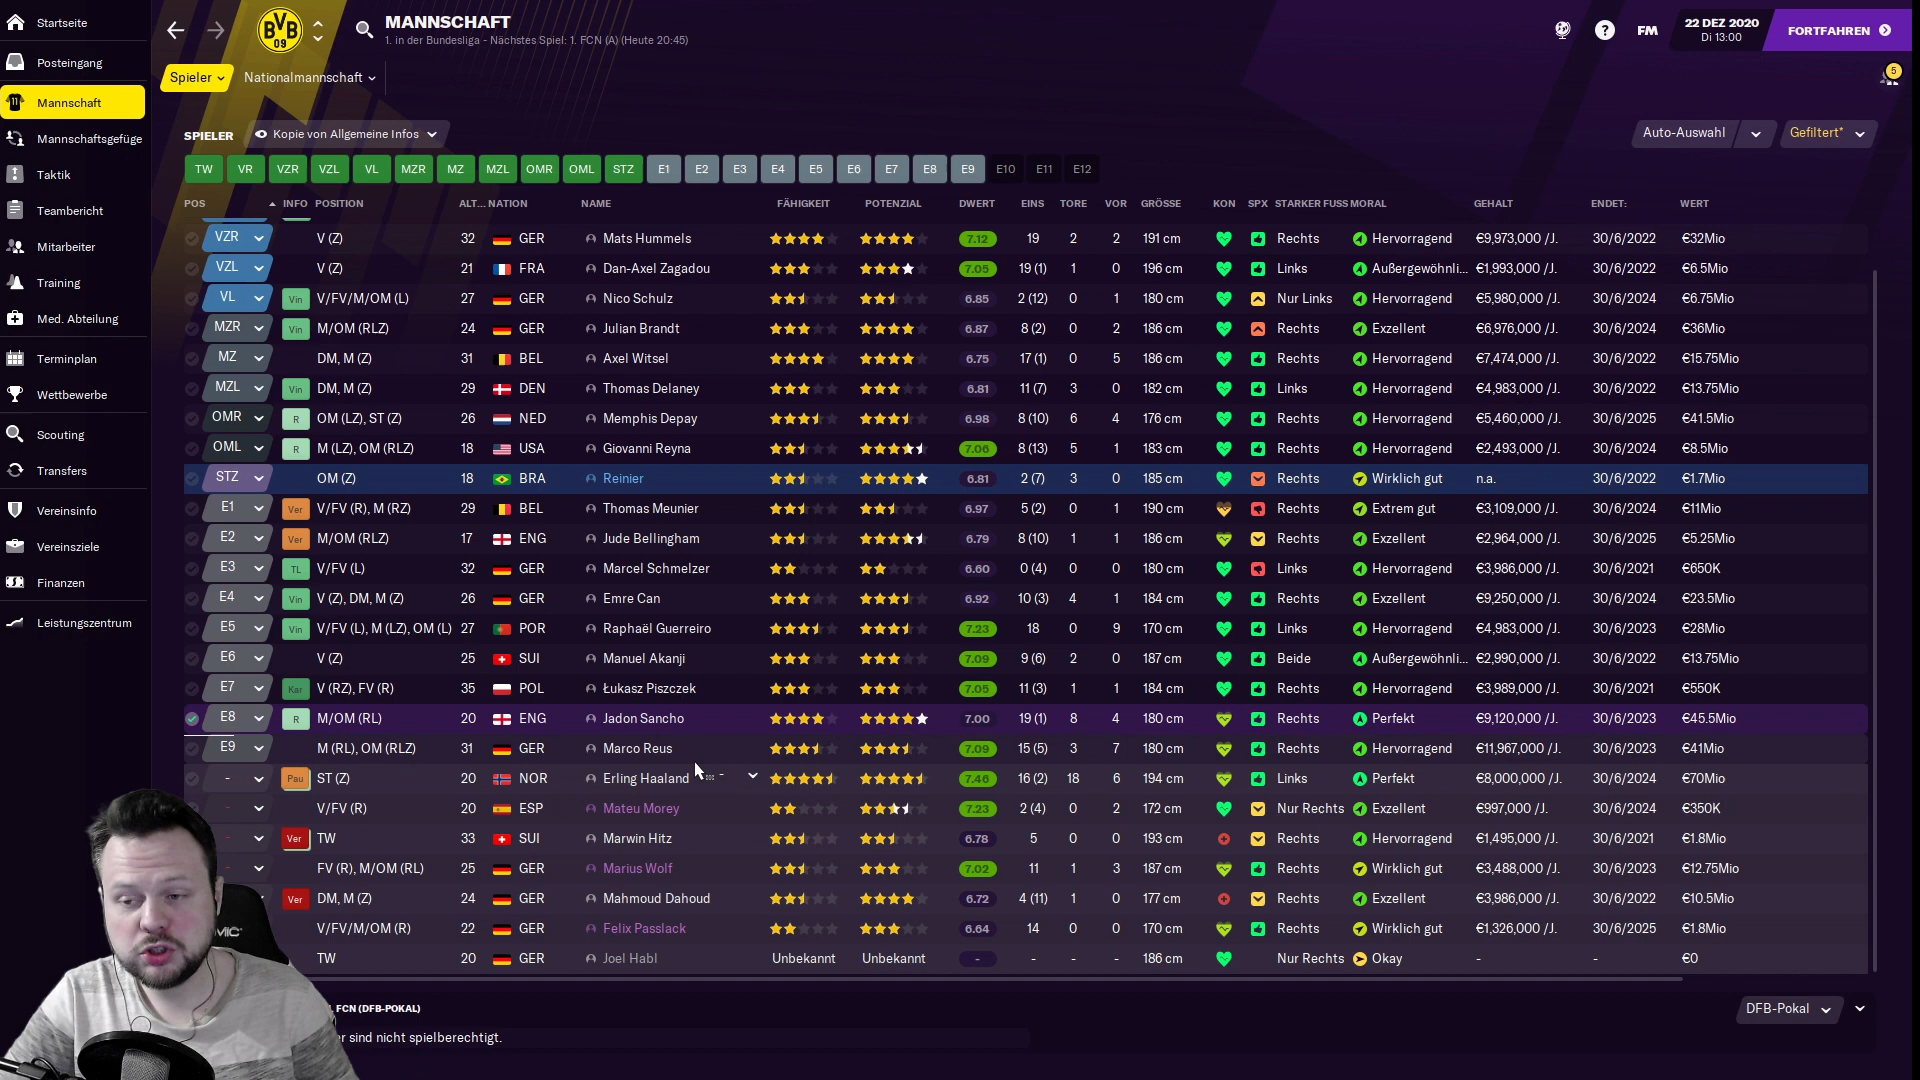 Startseite
Posteingang
Mannschaft
Mannschaftsgefüge
Taktik
Teambericht
Mitarbeiter
Training
Med. Abteilung
Terminplan
Wettbewerbe
Scouting
Transfers
Vereinsinfo
Vereinsziele
Finanzen
Leistungszentrum
BVB 09
MANNSCHAFT
1. in der Bundesliga - Nächstes Spiel: 1. FCN (A) (Heute 20:45)
? FM 22 DEZ 2020 Di 13:00 FORTFAHREN
Spieler Nationalmannschaft 5
SPIELER Kopie von Allgemeine Infos Auto-Auswahl Gefiltert*
TW VR VZR VZL VL MZR MZ MZL OMR OML STZ E1 E2 E3 E4 E5 E6 E7 E8 E9 E10 E11 E12
POS INFO POSITION ALT... NATION NAME FÄHIGKEIT POTENZIAL DWERT EINS TORE VOR GRÖSSE KON SPX STARKER FUSS MORAL GEHALT ENDET: WERT
VZR V (Z) 32 GER Mats Hummels 7.12 19 2 2 191 cm Rechts Hervorragend €9,973,000 /J. 30/6/2022 €32Mio
VZL V (Z) 21 FRA Dan-Axel Zagadou 7.05 19 (1) 1 0 196 cm Links Außergewöhnli... €1,993,000 /J. 30/6/2022 €6.5Mio
VL Vin V/FV/M/OM (L) 27 GER Nico Schulz 6.85 2 (12) 0 1 180 cm Nur Links Hervorragend €5,980,000 /J. 30/6/2024 €6.75Mio
MZR Vin M/OM (RLZ) 24 GER Julian Brandt 6.87 8 (2) 0 2 186 cm Rechts Exzellent €6,976,000 /J. 30/6/2024 €36Mio
MZ DM, M (Z) 31 BEL Axel Witsel 6.75 17 (1) 0 5 186 cm Rechts Hervorragend €7,474,000 /J. 30/6/2022 €15.75Mio
MZL Vin DM, M (Z) 29 DEN Thomas Delaney 6.81 11 (7) 3 0 182 cm Links Hervorragend €4,983,000 /J. 30/6/2022 €13.75Mio
OMR R OM (LZ), ST (Z) 26 NED Memphis Depay 6.98 8 (10) 6 4 176 cm Rechts Hervorragend €5,460,000 /J. 30/6/2025 €41.5Mio
OML R M (LZ), OM (RLZ) 18 USA Giovanni Reyna 7.06 8 (13) 5 1 183 cm Rechts Hervorragend €2,493,000 /J. 30/6/2024 €8.5Mio
STZ OM (Z) 18 BRA Reinier 6.81 2 (7) 3 0 185 cm Rechts Wirklich gut n.a. 30/6/2022 €1.7Mio
E1 Ver V/FV (R), M (RZ) 29 BEL Thomas Meunier 6.97 5 (2) 0 1 190 cm Rechts Extrem gut €3,109,000 /J. 30/6/2024 €11Mio
E2 Ver M/OM (RLZ) 17 ENG Jude Bellingham 6.79 8 (10) 1 1 186 cm Rechts Exzellent €2,964,000 /J. 30/6/2025 €5.25Mio
E3 TL V/FV (L) 32 GER Marcel Schmelzer 6.60 0 (4) 0 0 180 cm Links Hervorragend €3,986,000 /J. 30/6/2021 €650K
E4 Vin V (Z), DM, M (Z) 26 GER Emre Can 6.92 10 (3) 4 1 184 cm Rechts Exzellent €9,250,000 /J. 30/6/2024 €23.5Mio
E5 Vin V/FV (L), M (LZ), OM (L) 27 POR Raphaël Guerreiro 7.23 18 0 9 170 cm Links Hervorragend €4,983,000 /J. 30/6/2023 €28Mio
E6 V (Z) 25 SUI Manuel Akanji 7.09 9 (6) 2 0 187 cm Beide Außergewöhnli... €2,990,000 /J. 30/6/2022 €13.75Mio
E7 Kar V (RZ), FV (R) 35 POL Łukasz Piszczek 7.05 11 (3) 1 1 184 cm Rechts Hervorragend €3,989,000 /J. 30/6/2021 €550K
E8 R M/OM (RL) 20 ENG Jadon Sancho 7.00 19 (1) 8 4 180 cm Rechts Perfekt €9,120,000 /J. 30/6/2023 €45.5Mio
E9 M (RL), OM (RLZ) 31 GER Marco Reus 7.09 15 (5) 3 7 180 cm Rechts Hervorragend €11,967,000 /J. 30/6/2023 €41Mio
- Pau ST (Z) 20 NOR Erling Haaland - 7.46 16 (2) 18 6 194 cm Links Perfekt €8,000,000 /J. 30/6/2024 €70Mio
- V/FV (R) 20 ESP Mateu Morey 7.23 2 (4) 0 2 172 cm Nur Rechts Exzellent €997,000 /J. 30/6/2024 €350K
- Ver TW 33 SUI Marwin Hitz 6.78 5 0 0 193 cm Rechts Hervorragend €1,495,000 /J. 30/6/2021 €1.8Mio
- FV (R), M/OM (RL) 25 GER Marius Wolf 7.02 11 1 3 187 cm Rechts Wirklich gut €3,488,000 /J. 30/6/2023 €12.75Mio
Ver DM, M (Z) 24 GER Mahmoud Dahoud 6.72 4 (11) 1 0 177 cm Rechts Exzellent €3,986,000 /J. 30/6/2022 €10.5Mio
V/FV/M/OM (R) 22 GER Felix Passlack 6.64 14 0 0 170 cm Rechts Wirklich gut €1,326,000 /J. 30/6/2025 €1.8Mio
TW 20 GER Joel Habl Unbekannt Unbekannt - - - - 186 cm Nur Rechts Okay - - €0
FCN (DFB-POKAL) DFB-Pokal
sind nicht spielberechtigt.